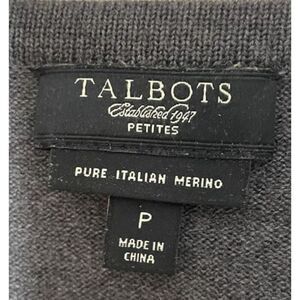 TALBOTS
Established 1947
PETITES
PURE ITALIAN MERINO
P
MADE IN
CHINA